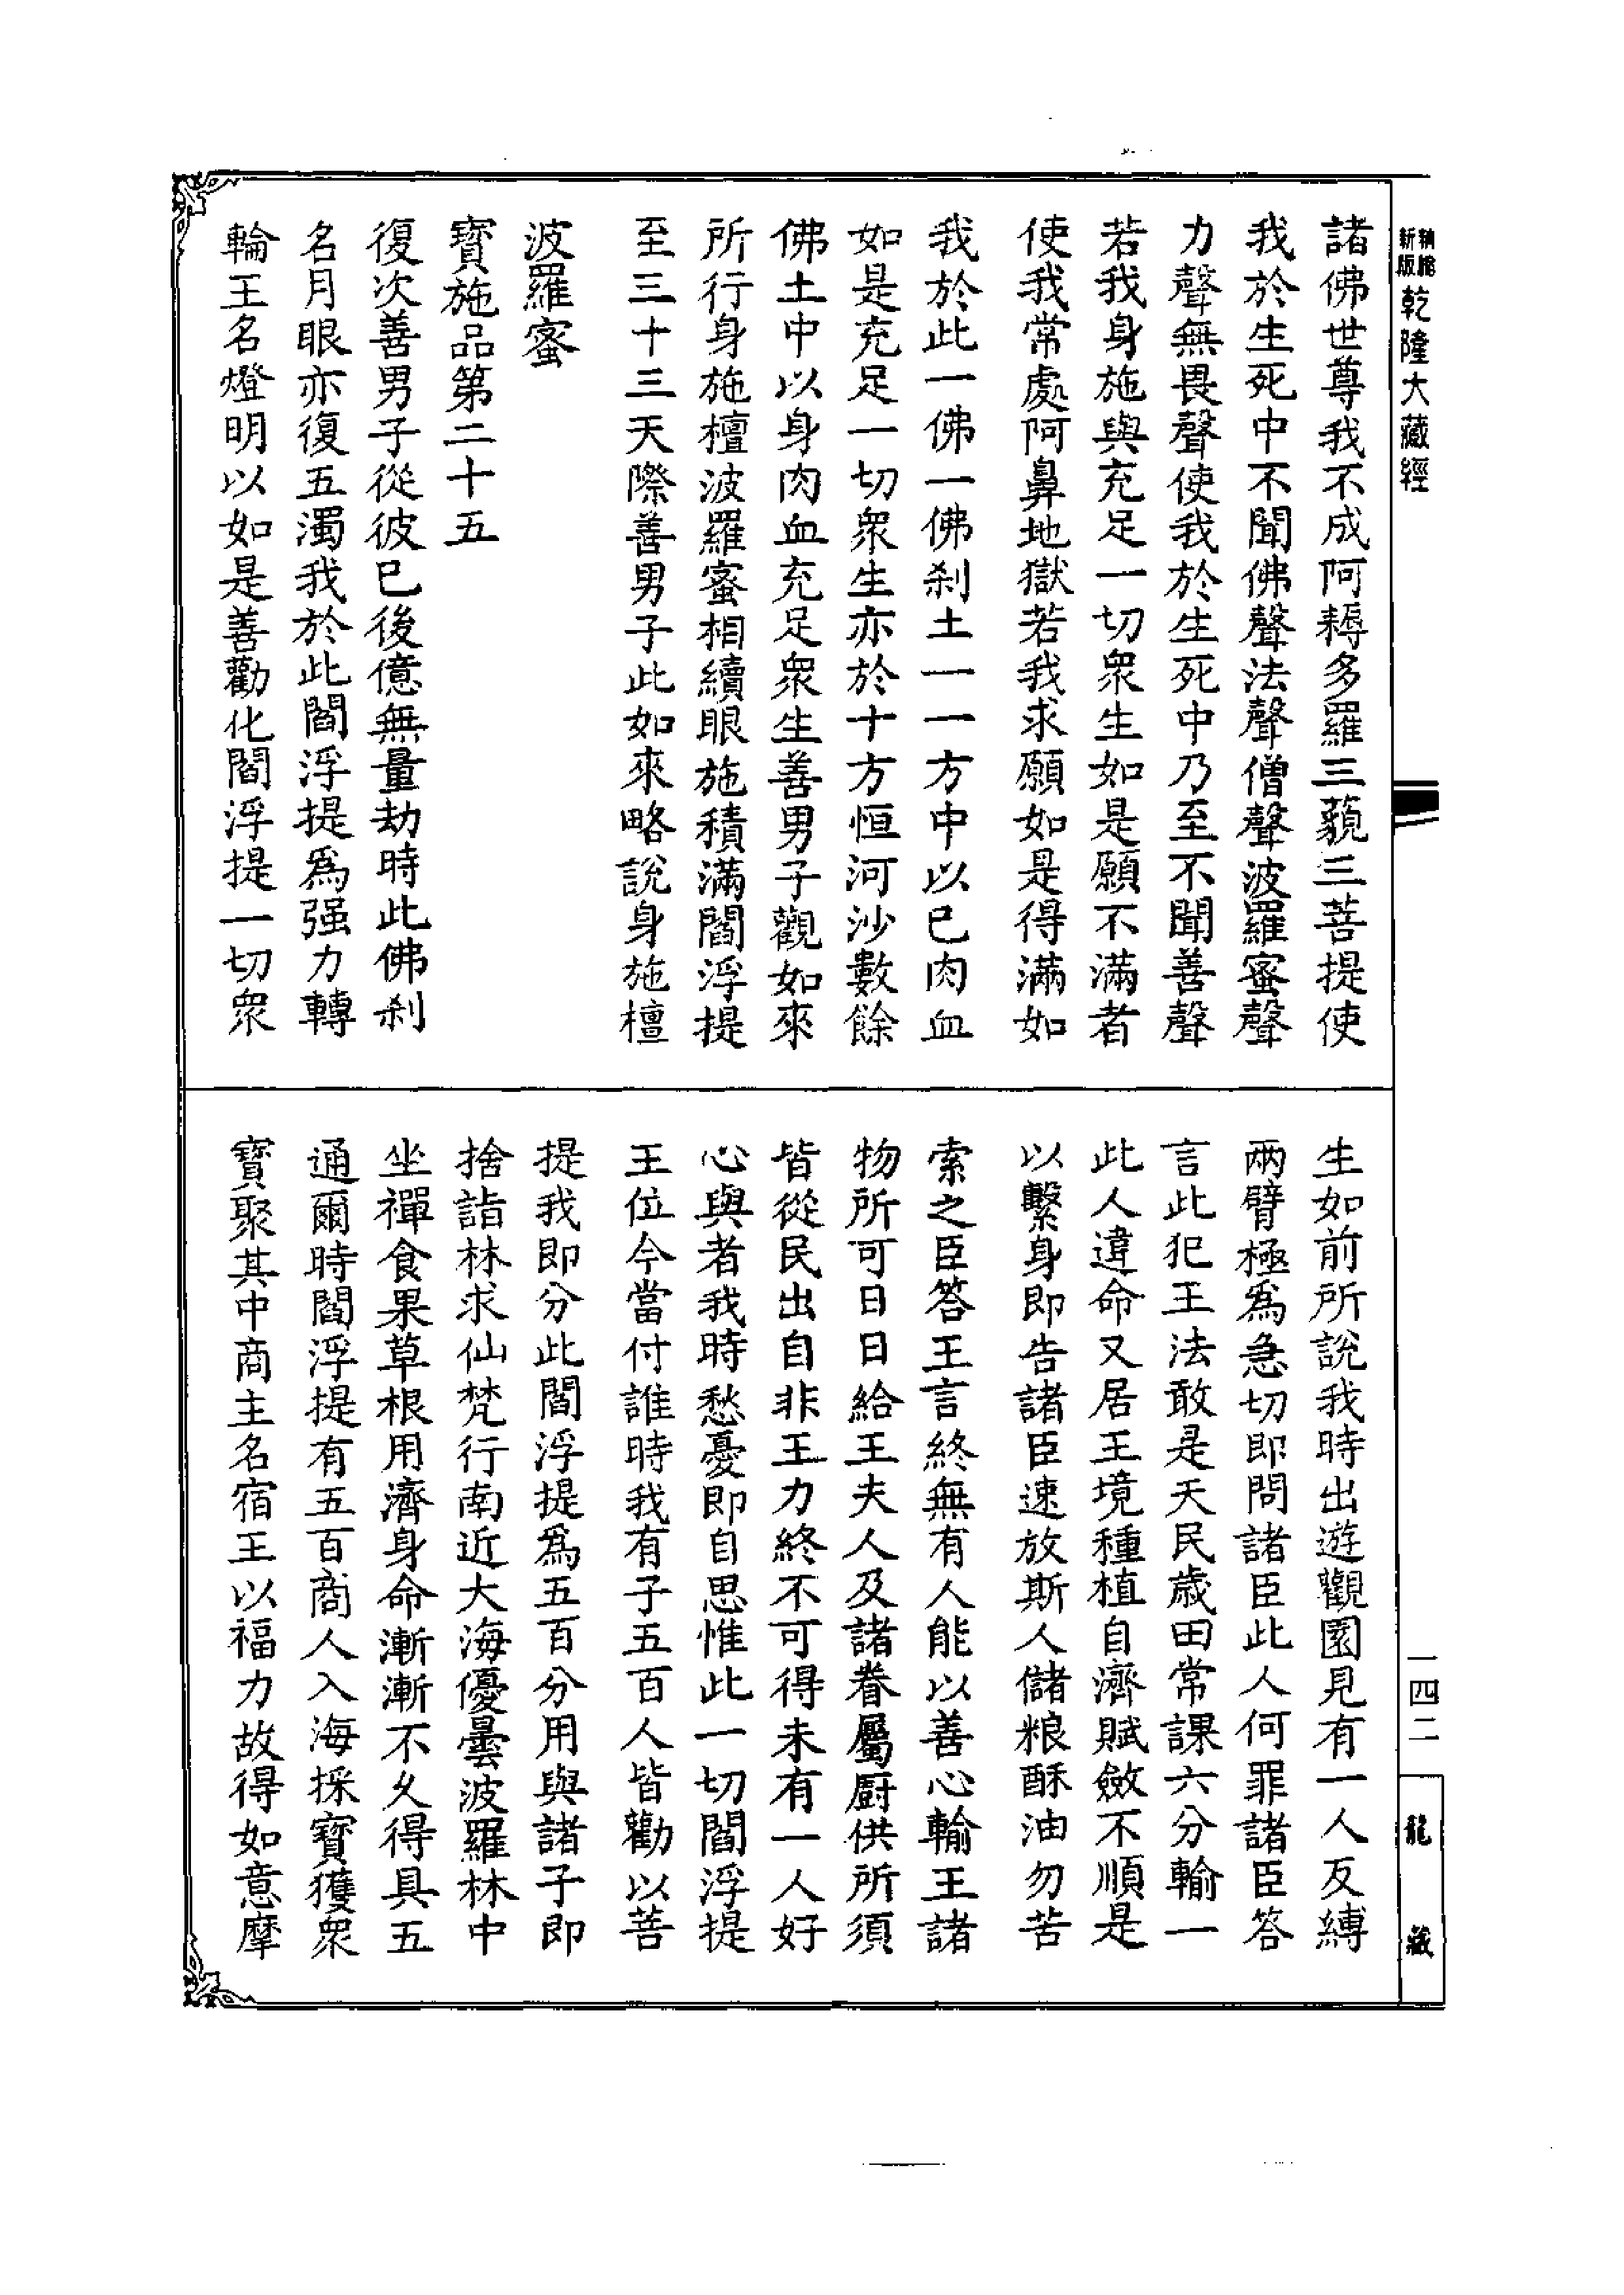 新版
精縮
乾隆大藏經
諸佛世尊我不成阿耨多羅三藐三菩提使
我於生死中不聞佛聲法聲僧聲波羅蜜聲
力聲無畏聲使我於生死中乃至不聞善聲
若我身施與充足一切衆生如是願不滿者
使我常處阿鼻地獄若我求願如是得滿如
我於此一佛一佛刹土一一方中以已肉血
如是充足一切衆生亦於十方恒河沙數餘
佛土中以身肉血充足衆生善男子觀如來
所行身施檀波羅蜜相續眼施積滿閻浮提
至三十三天際善男子此如來略說身施檀
波羅蜜
寶施品第二十五
復次善男子從彼已後億無量劫時此佛刹
名月眼亦復五濁我於此閻浮提爲强力轉
輪王名燈明以如是善勸化閻浮提一切衆
生如前所說我時出遊觀園見有一人反縛
兩臂極爲急切即問諸臣此人何罪諸臣答
言此犯王法敢是天民歲田常課六分輸一
此人違命又居王境種植自濟賦斂不順是
以繫身即告諸臣速放斯人儲粮酥油勿苦
索之臣答王言終無有人能以善心輸王諸
物所可日日給王夫人及諸眷屬厨供所須
皆從民出自非王力終不可得未有一人好
心與者我時愁憂即自思惟此一切閻浮提
王位今當付誰時我有子五百人皆勸以菩
提我即分此閻浮提爲五百分用與諸子即
捨詣林求仙梵行南近大海優曇波羅林中
坐禪食果草根用濟身命漸漸不久得具五
通爾時閻浮提有五百商人入海採寶獲衆
寶聚其中商主名宿王以福力故得如意摩
一四二
龍藏